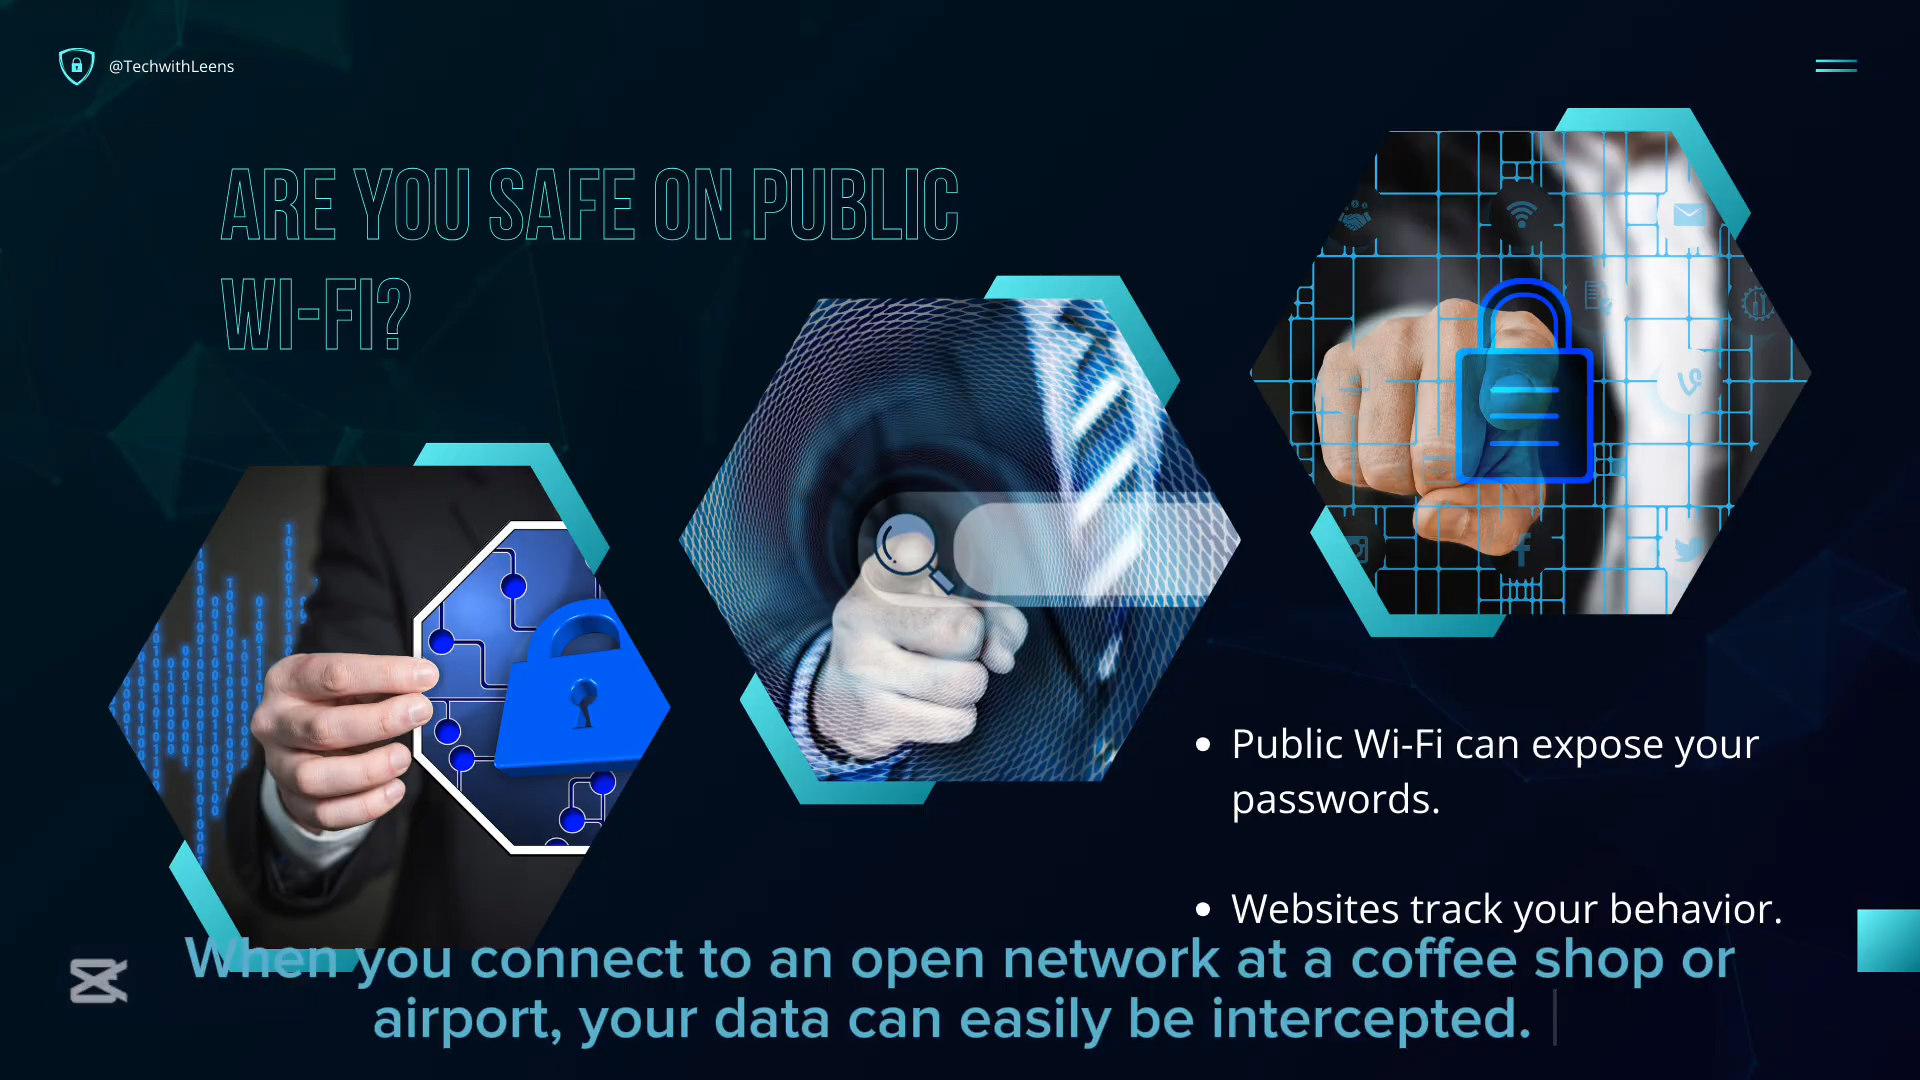 @TechwithLeens
ARE YOU SAFE ON PUBLIC
WI-FI?
• Public Wi-Fi can expose your
passwords.
• Websites track your behavior.
When you connect to an open network at a coffee shop or
airport, your data can easily be intercepted.